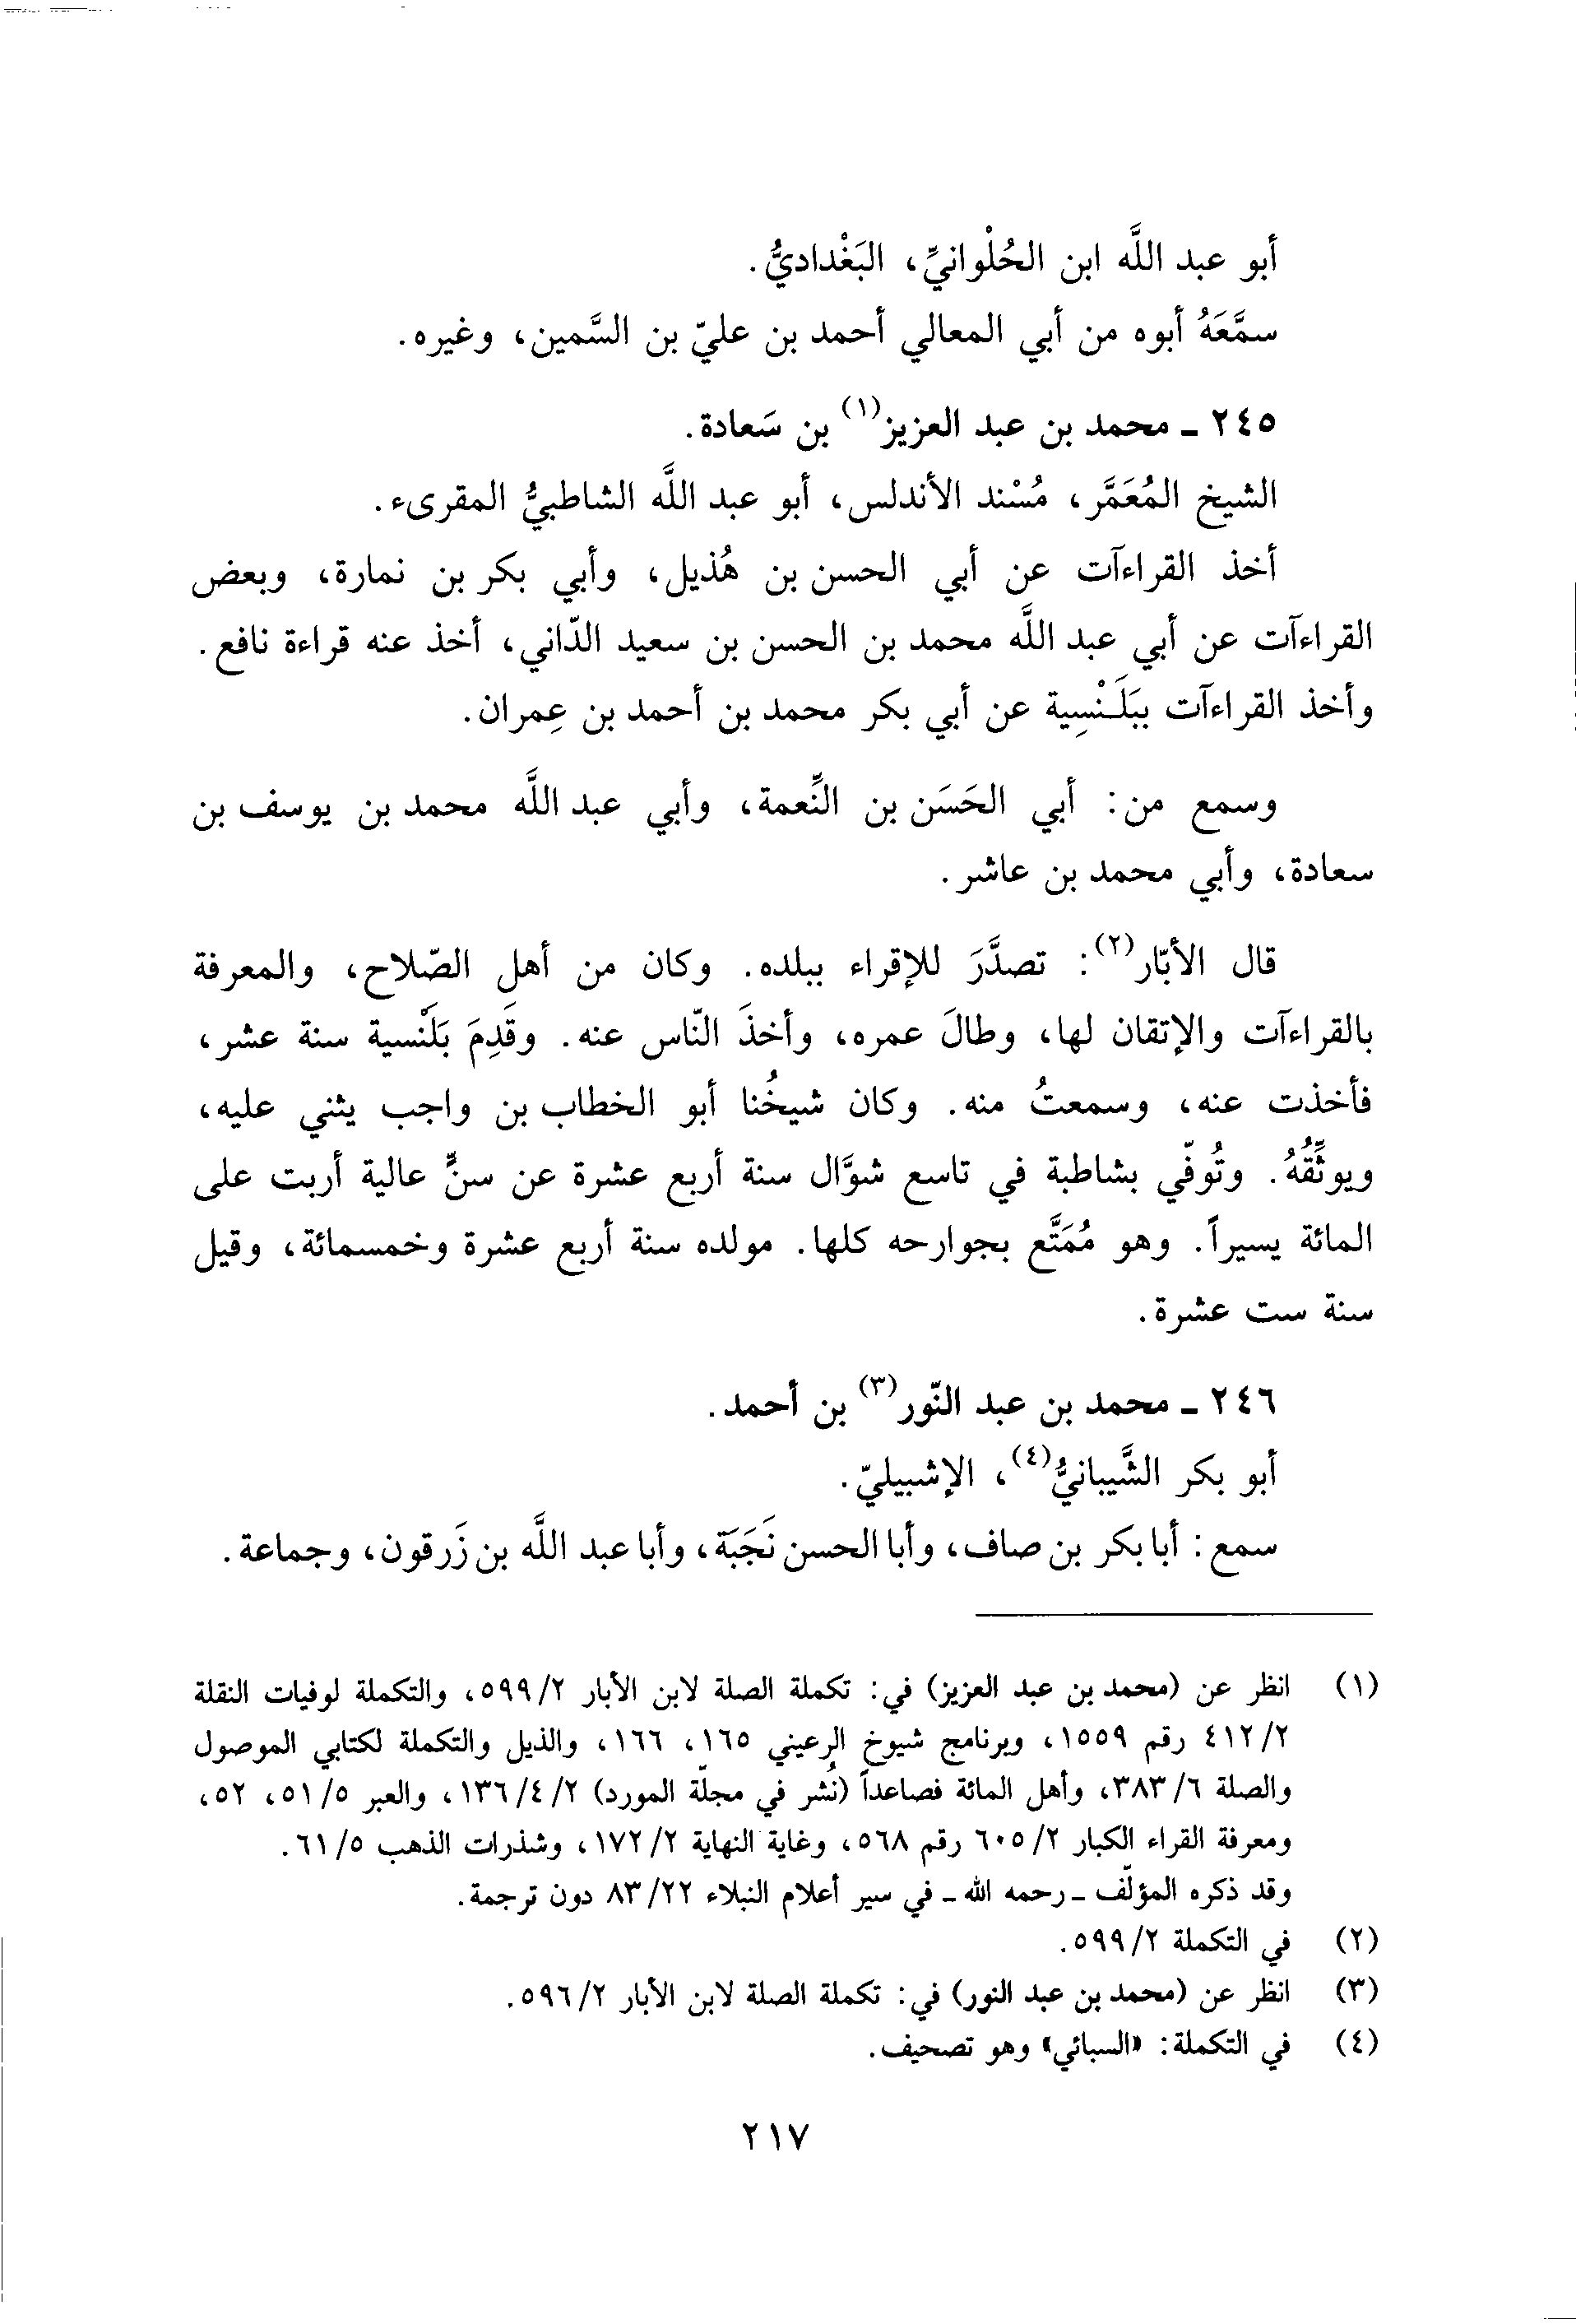 أبو عبد اللَّه ابن الحُلْوانيِّ، البَغْداديُّ.
سمَّعَهُ أبوه من أبي المعالي أحمد بن عليّ بن السَّمين، وغيره.
٢٤٥ ـ محمد بن عبد العزيز(١) بن سَعادة.
الشيخ المُعَمَّر، مُسْند الأندلس، أبو عبد اللَّه الشاطبيُّ المقرىء.
أخذ القراءآت عن أبي الحسن بن هُذيل، وأبي بكر بن نمارة، وبعض
القراءآت عن أبي عبد اللَّه محمد بن الحسن بن سعيد الدّاني، أخذ عنه قراءة نافع.
وأخذ القراءآت ببَلَـنْسِية عن أبي بكر محمد بن أحمد بن عِمران.
وسمع من: أبي الحَسَن بن النِّعمة، وأبي عبد اللَّه محمد بن يوسف بن
سعادة، وأبي محمد بن عاشر.
قال الأبّار(٢): تصدَّرَ للإقراء ببلده. وكان من أهل الصّلاح، والمعرفة
بالقراءآت والإتقان لها، وطالَ عمره، وأخذَ النّاس عنه. وقَدِمَ بَلَنْسية سنة عشر،
فأخذت عنه، وسمعتُ منه. وكان شيخُنا أبو الخطاب بن واجب يثني عليه،
ويوثِّقُهُ. وتُوفّي بشاطبة في تاسع شوَّال سنة أربع عشرة عن سنٍّ عالية أربت على
المائة يسيراً. وهو مُمَتَّع بجوارحه كلها. مولده سنة أربع عشرة وخمسمائة، وقيل
سنة ست عشرة.
٢٤٦ ـ محمد بن عبد النّور(٣) بن أحمد.
أبو بكر الشَّيبانيُّ(٤)، الإشبيليّ.
سمع: أبا بكر بن صاف، وأبا الحسن نَجَبَة، وأبا عبد اللَّه بن زَرقون، وجماعة.
(١) انظر عن (محمد بن عبد العزيز) في: تكملة الصلة لابن الأبار ٥٩٩/٢، والتكملة لوفيات النقلة
٤١٢/٢ رقم ١٥٥٩، وبرنامج شيوخ الرعيني ١٦٥، ١٦٦، والذيل والتكملة لكتابي الموصول
والصلة ٣٨٣/٦، وأهل المائة فصاعداً (نُشر في مجلّة المورد) ١٣٦/٤/٢، والعبر ٥١/٥، ٥٢،
ومعرفة القراء الكبار ٦٠٥/٢ رقم ٥٦٨، وغاية النهاية ١٧٢/٢، وشذرات الذهب ٦١/٥.
وقد ذكره المؤلّف ـ رحمه الله ـ في سير أعلام النبلاء ٨٣/٢٢ دون ترجمة.
(٢) في التكملة ٥٩٩/٢.
(٣) انظر عن (محمد بن عبد النور) في: تكملة الصلة لابن الأبار ٥٩٦/٢.
(٤) في التكملة: «السبائي» وهو تصحيف.
٢١٧